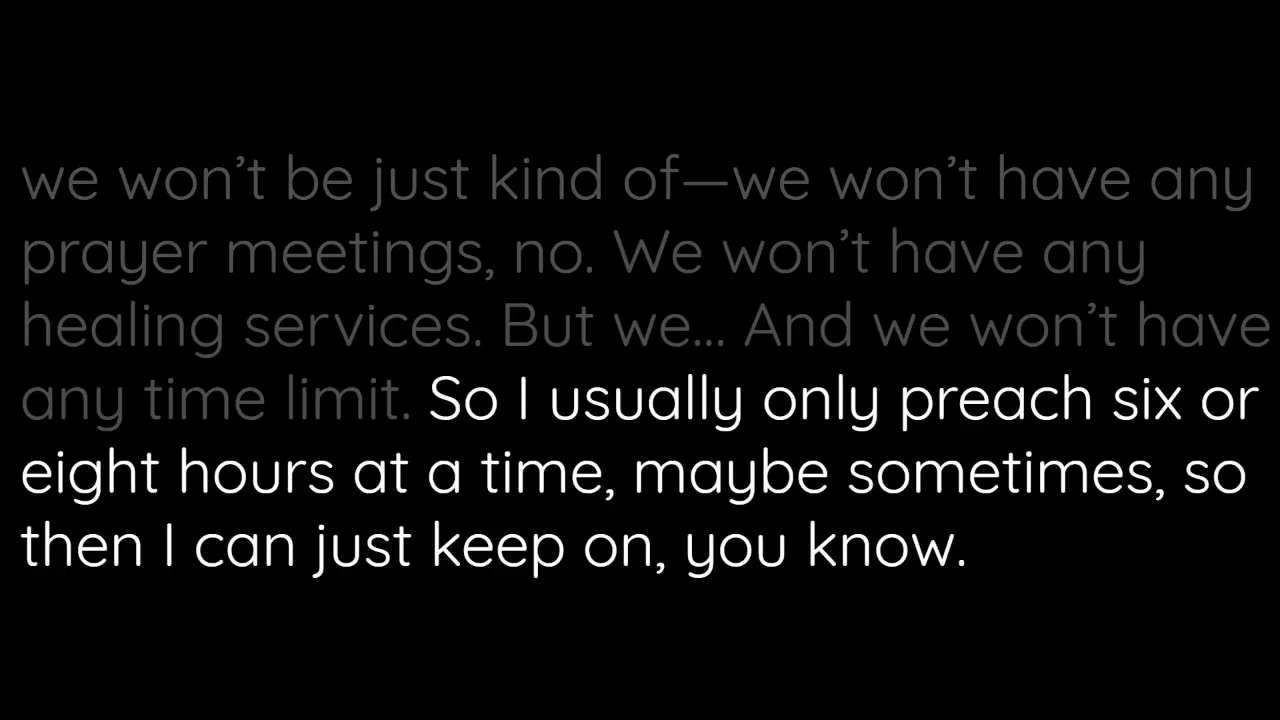 we won’t be just kind of—we won’t have any
prayer meetings, no. We won’t have any
healing services. But we... And we won’t have
any time limit. So I usually only preach six or
eight hours at a time, maybe sometimes, so
then I can just keep on, you know.